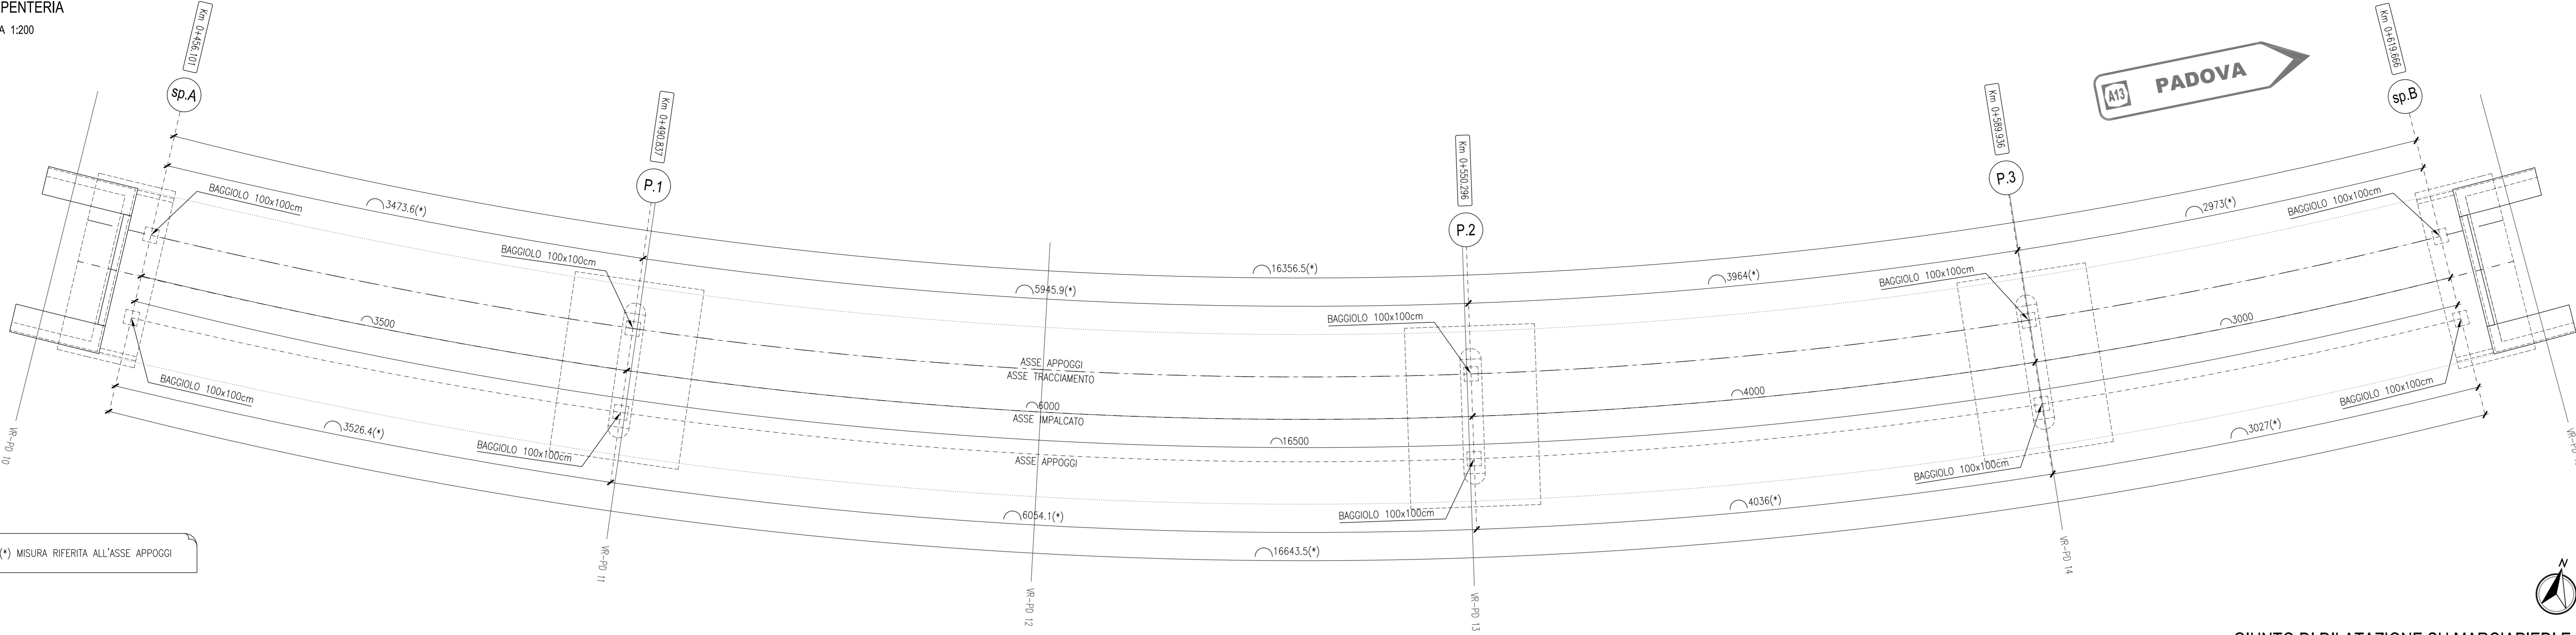 PENTERIA
A 1:200
Km 0+456.101
sp.A
Km 0+490.837
P.1
Km 0+550.296
P.2
Km 0+589.936
P.3
Km 0+619.666
sp.B
A13 PADOVA
BAGGIOLO 100x100cm
3473.6(*)
BAGGIOLO 100x100cm
16356.5(*)
5945.9(*)
3964(*)
2973(*)
BAGGIOLO 100x100cm
BAGGIOLO 100x100cm
BAGGIOLO 100x100cm
3500
ASSE APPOGGI
ASSE TRACCIAMENTO
6000
ASSE IMPALCATO
16500
ASSE APPOGGI
4000
3000
BAGGIOLO 100x100cm
3526.4(*)
BAGGIOLO 100x100cm
6054.1(*)
BAGGIOLO 100x100cm
4036(*)
BAGGIOLO 100x100cm
3027(*)
BAGGIOLO 100x100cm
16643.5(*)
VR-PD 10
VR-PD 11
VR-PD 12
VR-PD 13
VR-PD 14
(*) MISURA RIFERITA ALL'ASSE APPOGGI
N